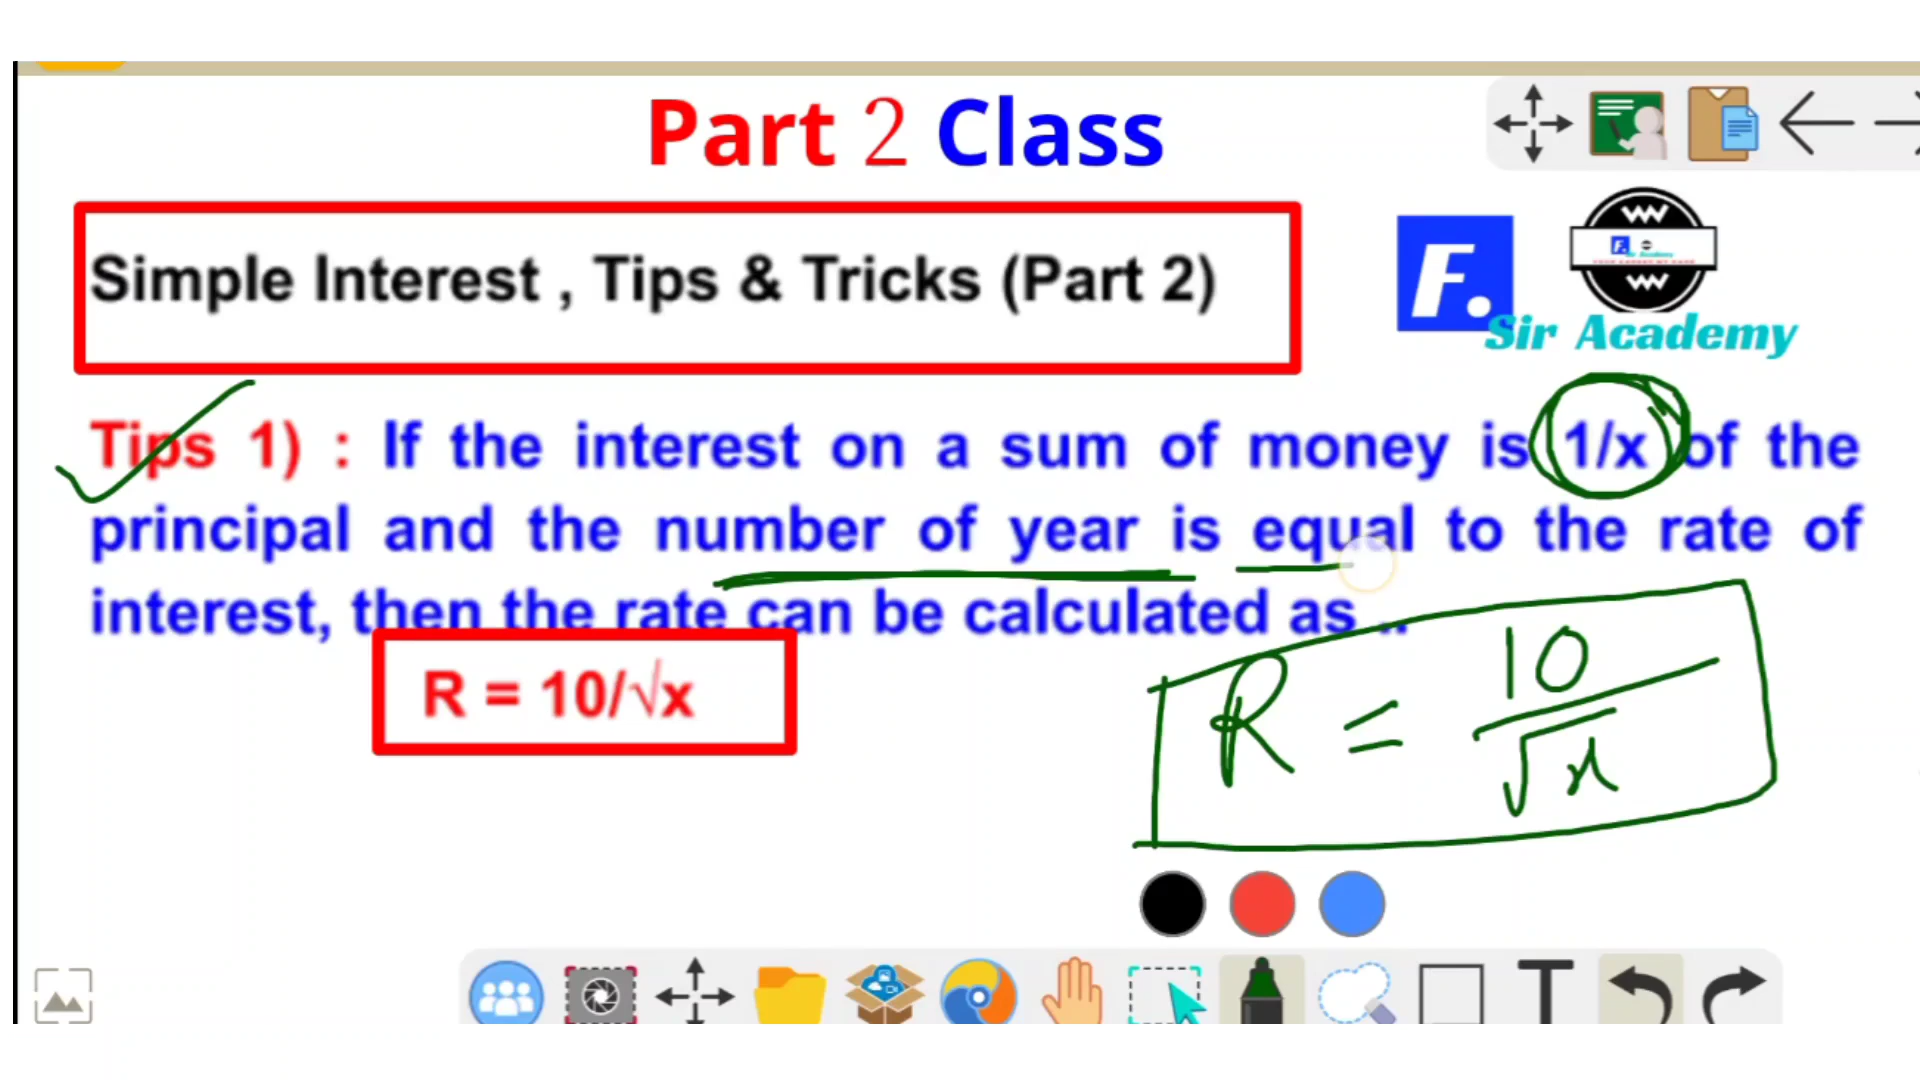 Part 2 Class
Simple Interest , Tips & Tricks (Part 2)
F.
Sir Academy
Tips 1) : If the interest on a sum of money is 1/x of the
principal and the number of year is equal to the rate of
interest, then the rate can be calculated as ..
R = 10/√x
R = 10/√x
T